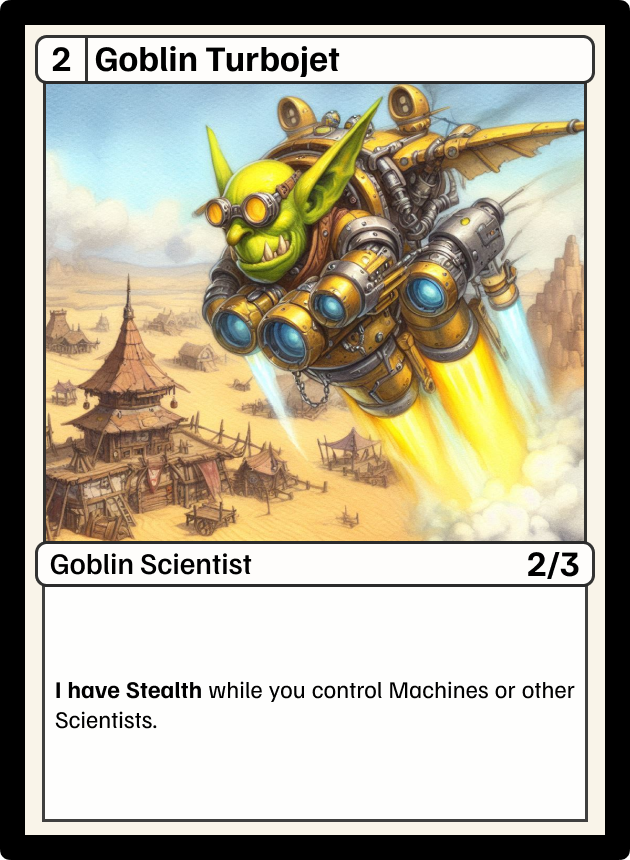 2 Goblin Turbojet
Goblin Scientist 2/3
I have Stealth while you control Machines or other
Scientists.